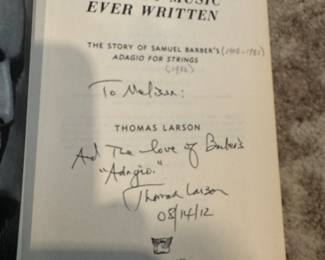 MUSIC
EVER WRITTEN
THE STORY OF SAMUEL BARBER'S (1910-1981)
ADAGIO FOR STRINGS
(1936)
To Melissa:
THOMAS LARSON
And The love of Barber's
"Adagio."
Thomas Larson
08/14/12